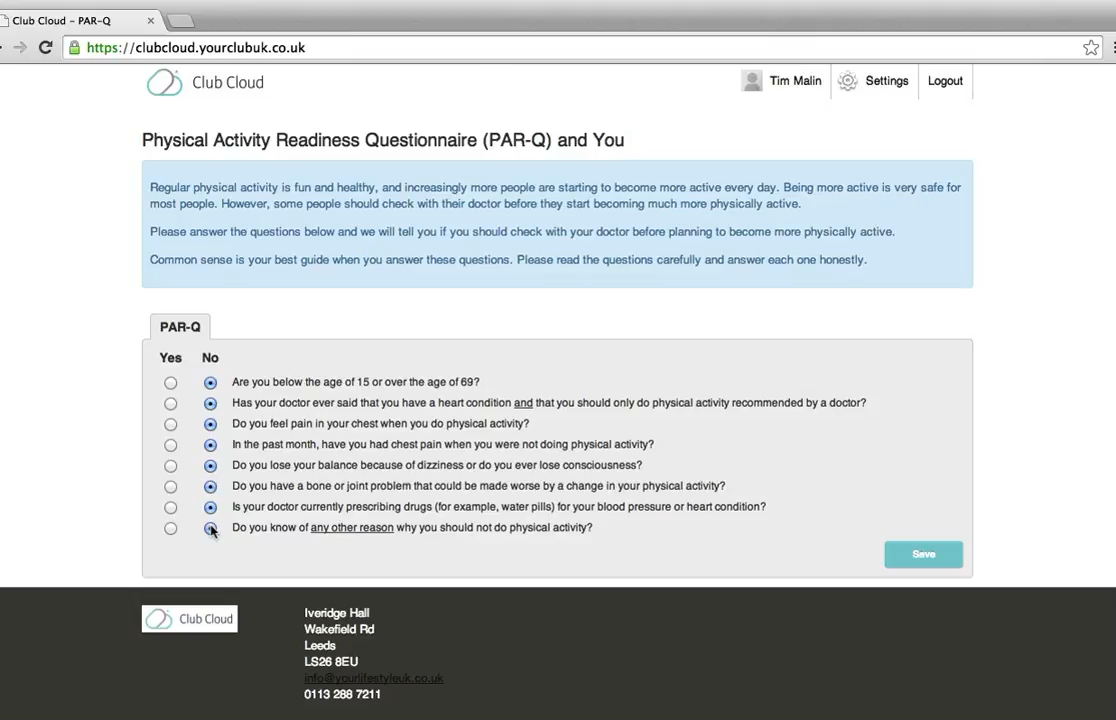 Club Cloud - PAR-Q
https://clubcloud.yourclubuk.co.uk
Club Cloud
Tim Malin
Settings
Logout
Physical Activity Readiness Questionnaire (PAR-Q) and You
Regular physical activity is fun and healthy, and increasingly more people are starting to become more active every day. Being more active is very safe for
most people. However, some people should check with their doctor before they start becoming much more physically active.
Please answer the questions below and we will tell you if you should check with your doctor before planning to become more physically active.
Common sense is your best guide when you answer these questions. Please read the questions carefully and answer each one honestly.
PAR-Q
Yes No
Are you below the age of 15 or over the age of 69?
Has your doctor ever said that you have a heart condition and that you should only do physical activity recommended by a doctor?
Do you feel pain in your chest when you do physical activity?
In the past month, have you had chest pain when you were not doing physical activity?
Do you lose your balance because of dizziness or do you ever lose consciousness?
Do you have a bone or joint problem that could be made worse by a change in your physical activity?
Is your doctor currently prescribing drugs (for example, water pills) for your blood pressure or heart condition?
Do you know of any other reason why you should not do physical activity?
Save
Club Cloud
Iveridge Hall
Wakefield Rd
Leeds
LS26 8EU
info@yourlifestyleuk.co.uk
0113 288 7211